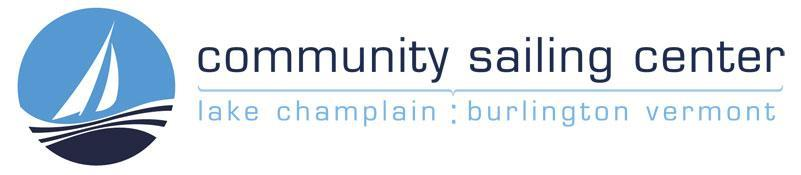 community sailing center
lake champlain : burlington vermont